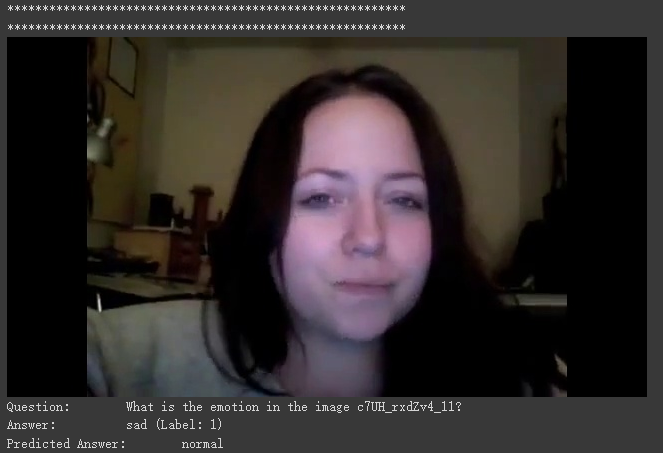 *********************************************************
*********************************************************
Question: What is the emotion in the image c7UH_rxdZv4_11?
Answer: sad (Label: 1)
Predicted Answer: normal